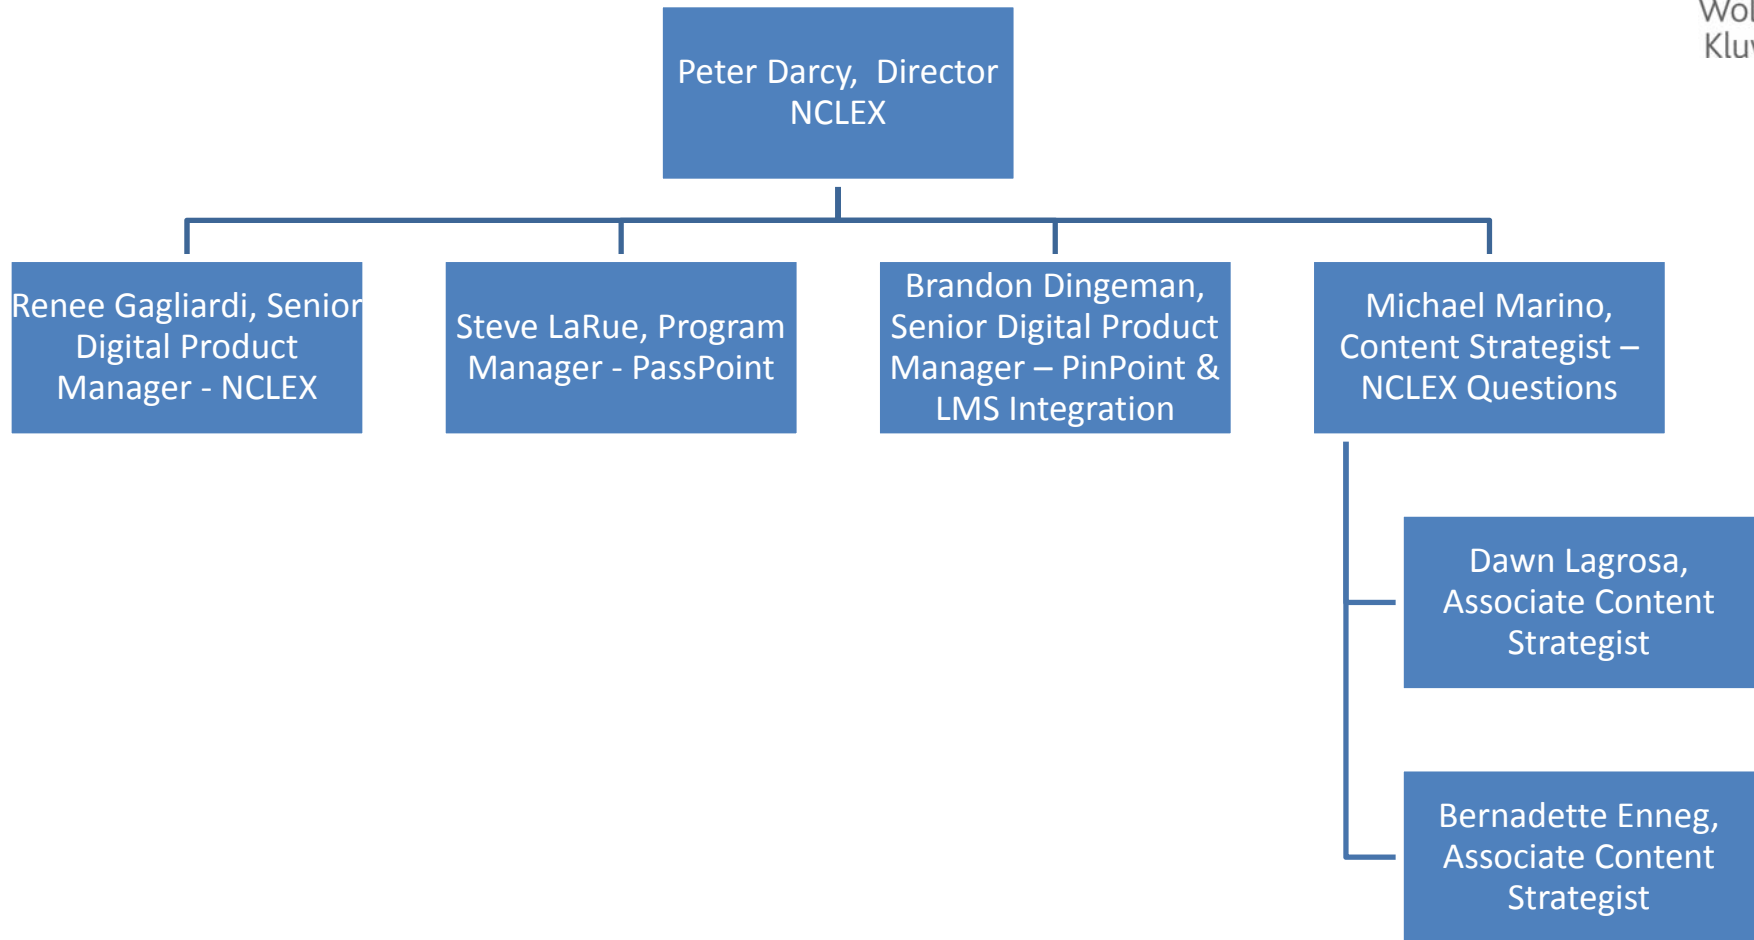 Peter Darcy,  Director
NCLEX
Renee Gagliardi, Senior
Digital Product
Manager - NCLEX
Steve LaRue, Program
Manager - PassPoint
Brandon Dingeman,
Senior Digital Product
Manager – PinPoint &
LMS Integration
Michael Marino,
Content Strategist –
NCLEX Questions
Dawn Lagrosa,
Associate Content
Strategist
Bernadette Enneg,
Associate Content
Strategist